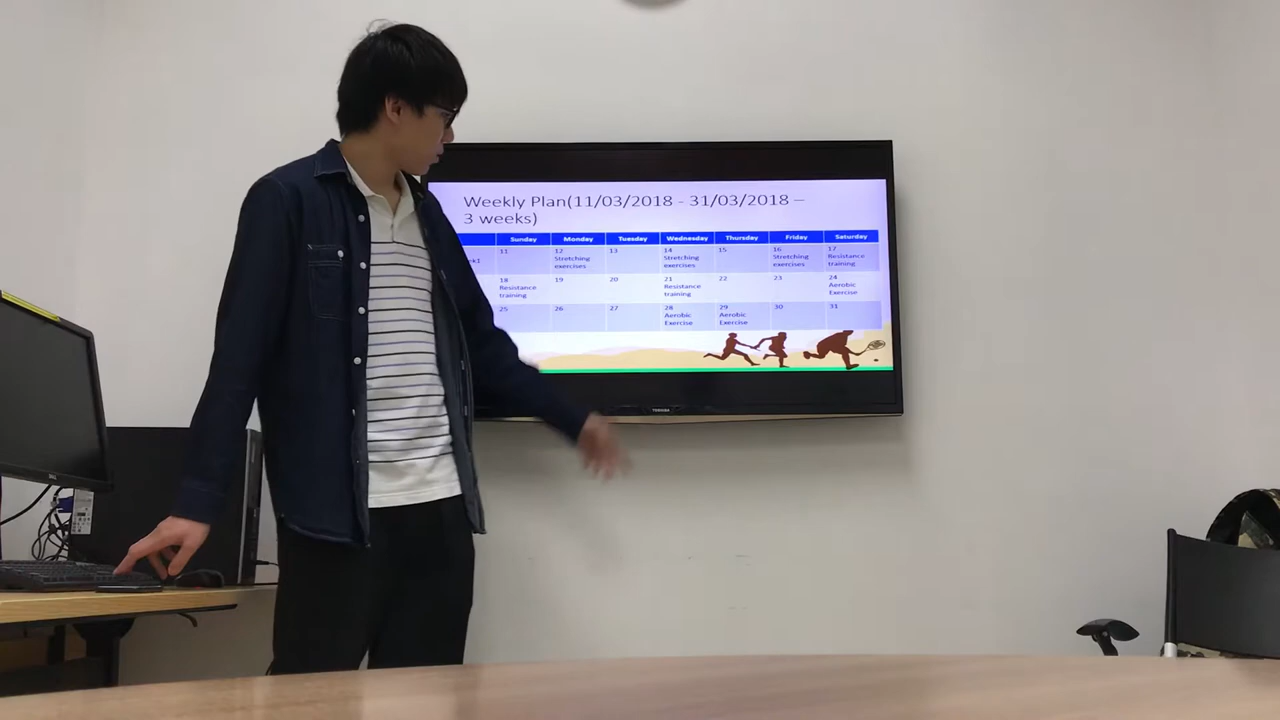 Weekly Plan(11/03/2018 - 31/03/2018 –
3 weeks)
Sunday Monday Tuesday Wednesday Thursday Friday Saturday
11 12 13 14 15 16 17
Stretching Stretching Stretching Resistance
exercises exercises exercises training
18 19 20 21 22 23 24
Resistance Resistance Aerobic
training training Exercise
25 26 27 28 29 30 31
Aerobic Aerobic
Exercise Exercise
TOSHIBA
DELL